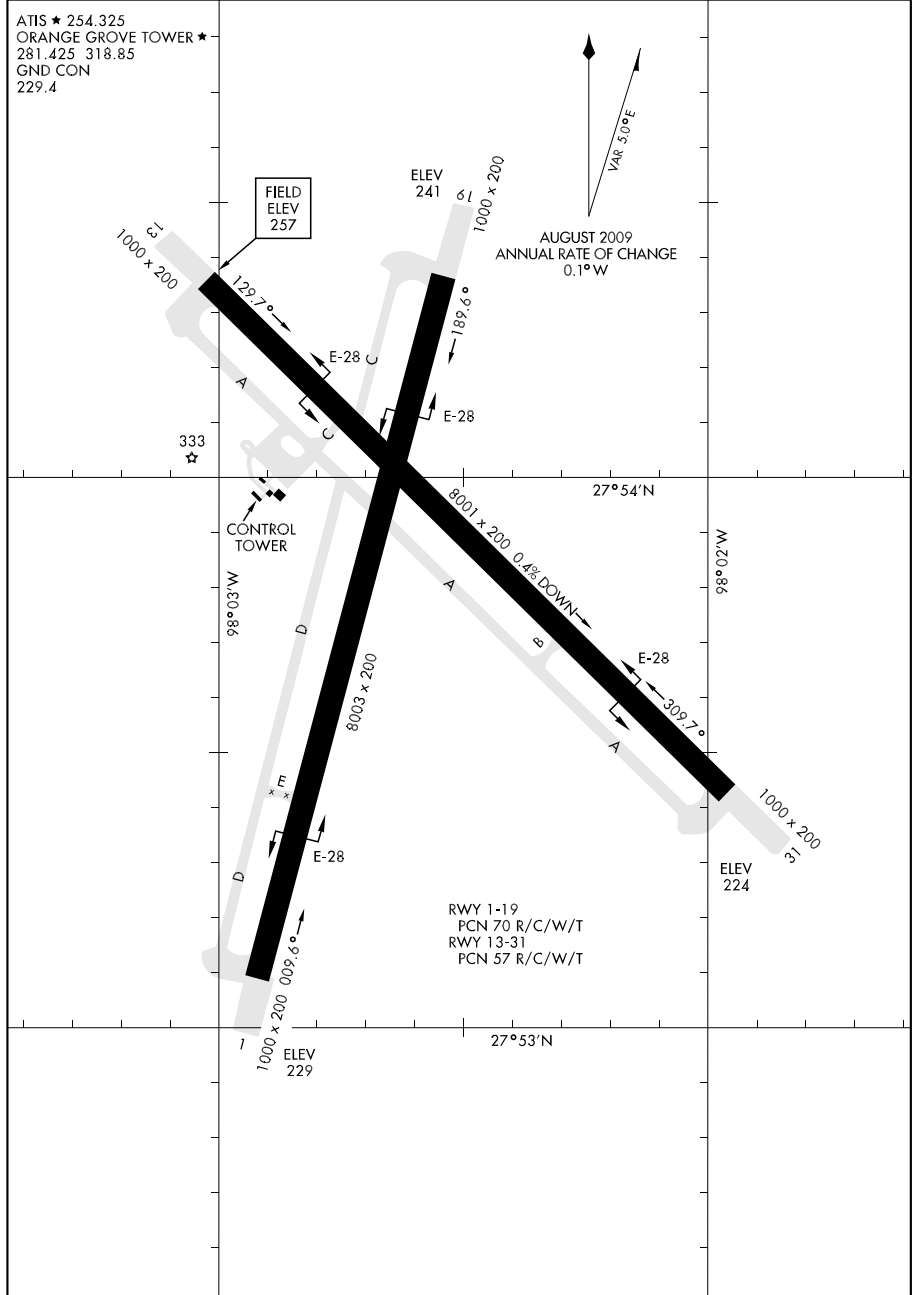 ATIS ★ 254.325
ORANGE GROVE TOWER ★
281.425 318.85
GND CON
229.4
VAR 5.0° E
AUGUST 2009
ANNUAL RATE OF CHANGE
0.1° W
FIELD
ELEV
257
ELEV
241
19
1000 x 200
13
1000 x 200
129.7°
189.6°
E-28
C
A
C
E-28
333
CONTROL
TOWER
27°54'N
98°03'W
98°02'W
8001 x 200 0.4% DOWN
A
B
D
8003 x 200
E-28
309.7°
A
E
x x
E-28
D
1000 x 200
31
ELEV
224
RWY 1-19
PCN 70 R/C/W/T
RWY 13-31
PCN 57 R/C/W/T
009.6°
1000 x 200
1
ELEV
229
27°53'N